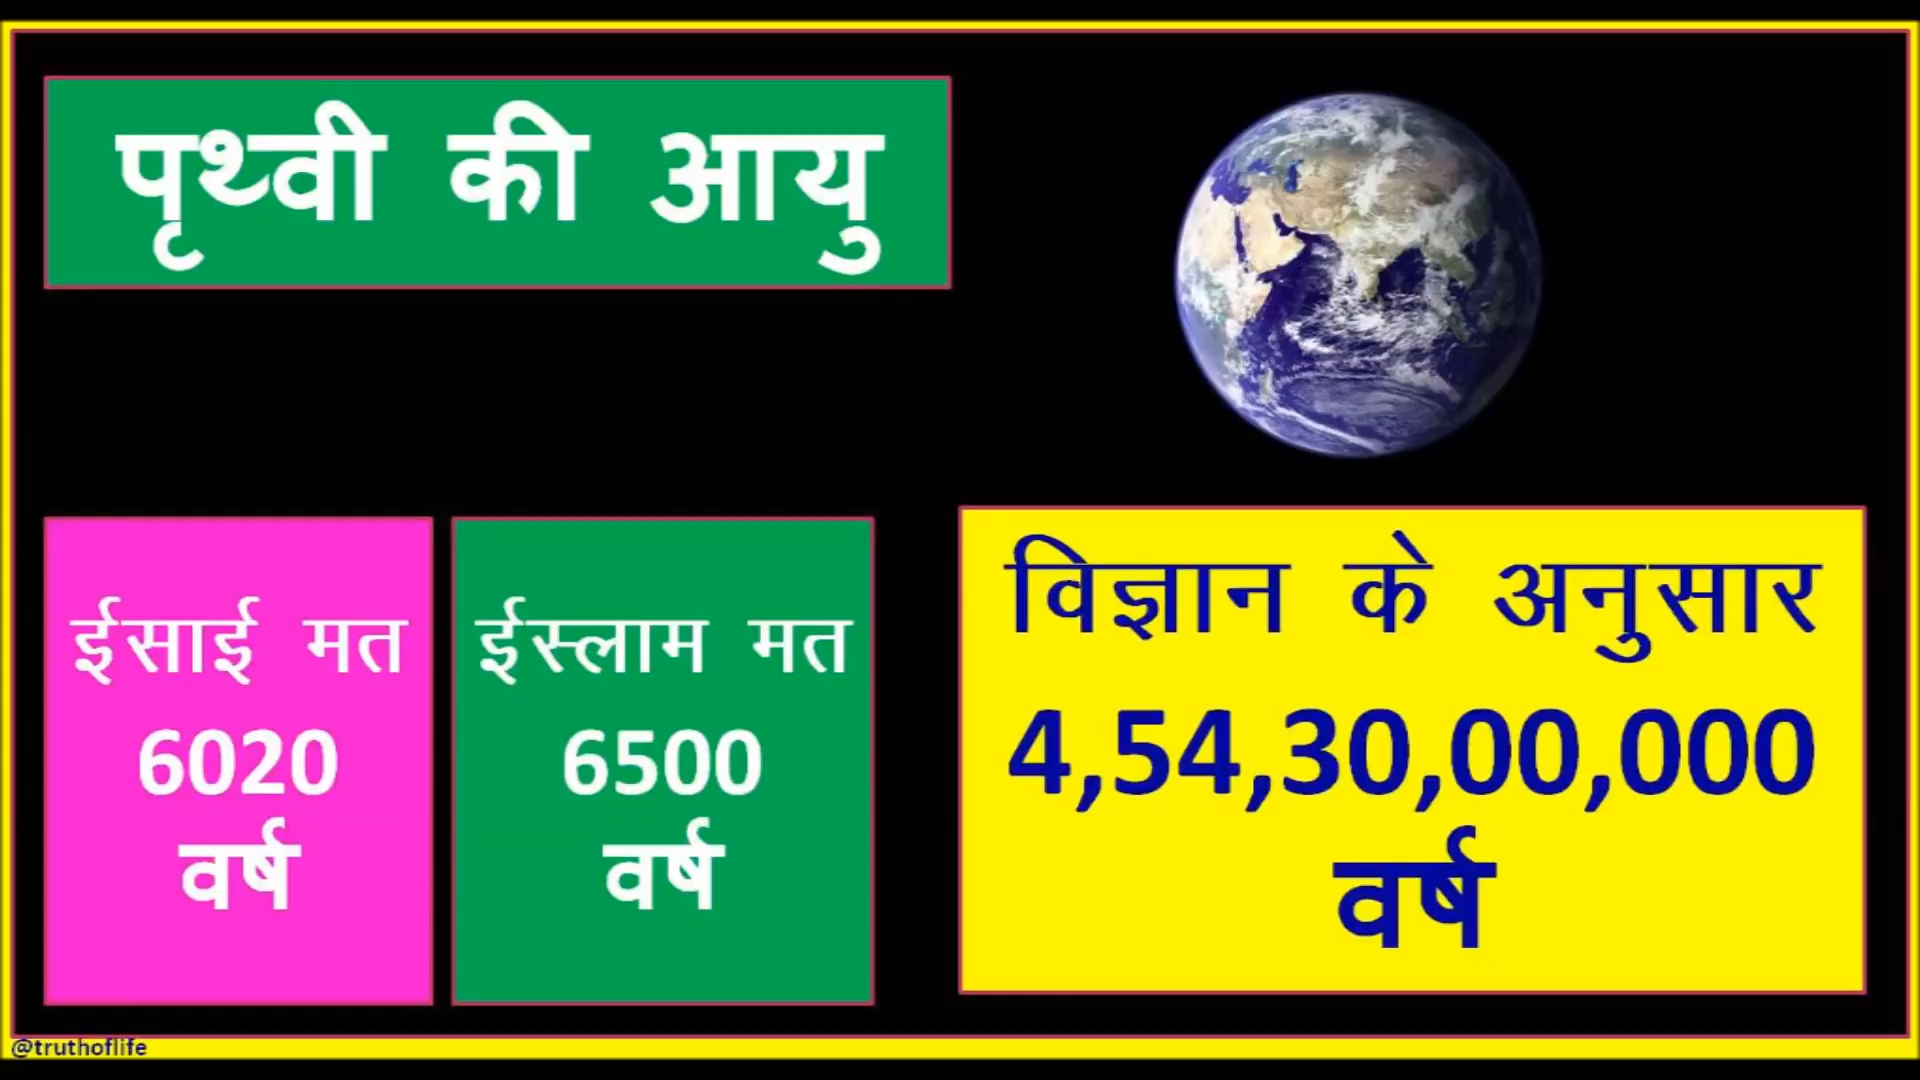 पृथ्वी की आयु
ईसाई मत
6020
वर्ष
ईस्लाम मत
6500
वर्ष
विज्ञान के अनुसार
4,54,30,00,000
वर्ष
@truthoflife